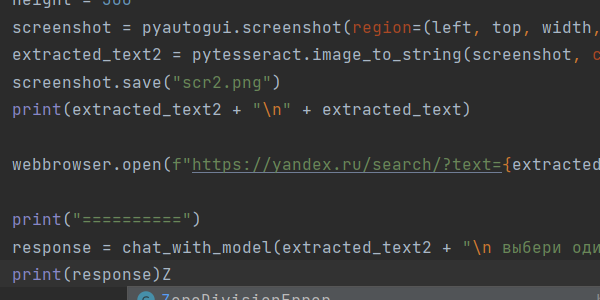 height = 500
screenshot = pyautogui.screenshot(region=(left, top, width,
extracted_text2 = pytesseract.image_to_string(screenshot, c
screenshot.save("scr2.png")
print(extracted_text2 + "\n" + extracted_text)
webbrowser.open(f"https://yandex.ru/search/?text={extracted
print("==========")
response = chat_with_model(extracted_text2 + "\n выбери оди
print(response)Z
ZeroDivisionError